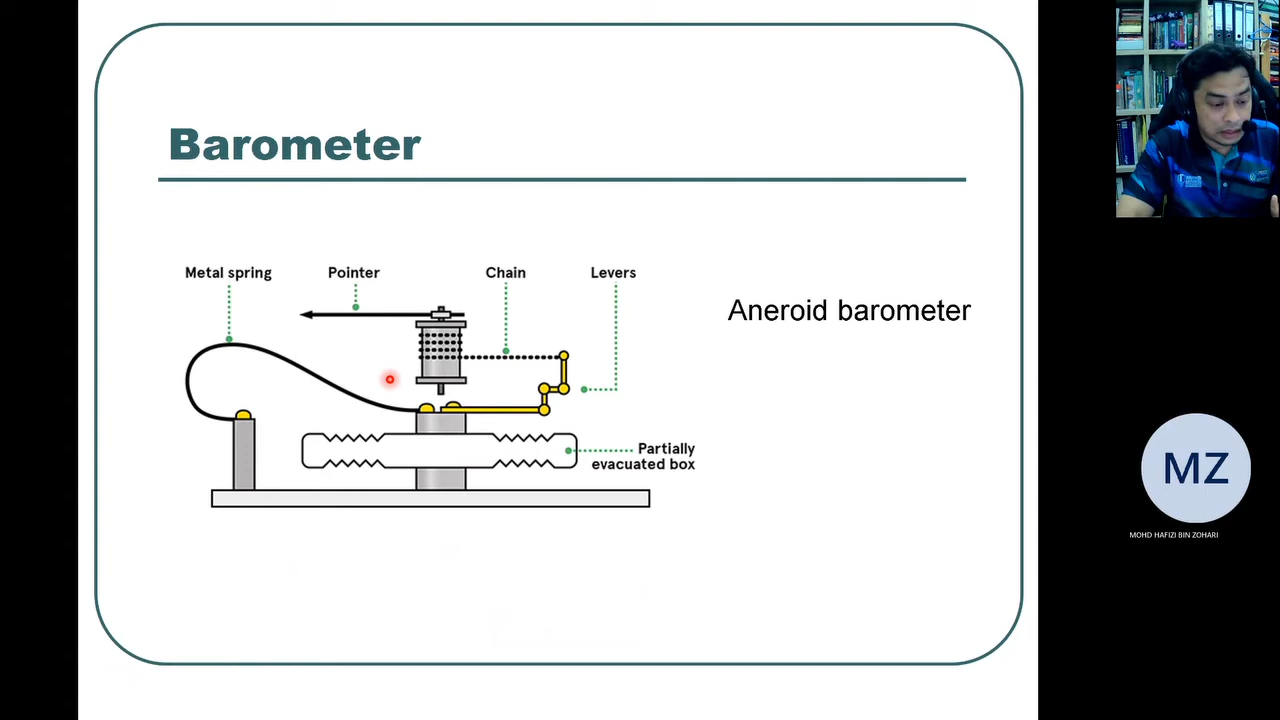 Barometer
Metal spring
Pointer
Chain
Levers
Aneroid barometer
Partially
evacuated box
MZ
MOHD HAFIZI BIN ZOHARI